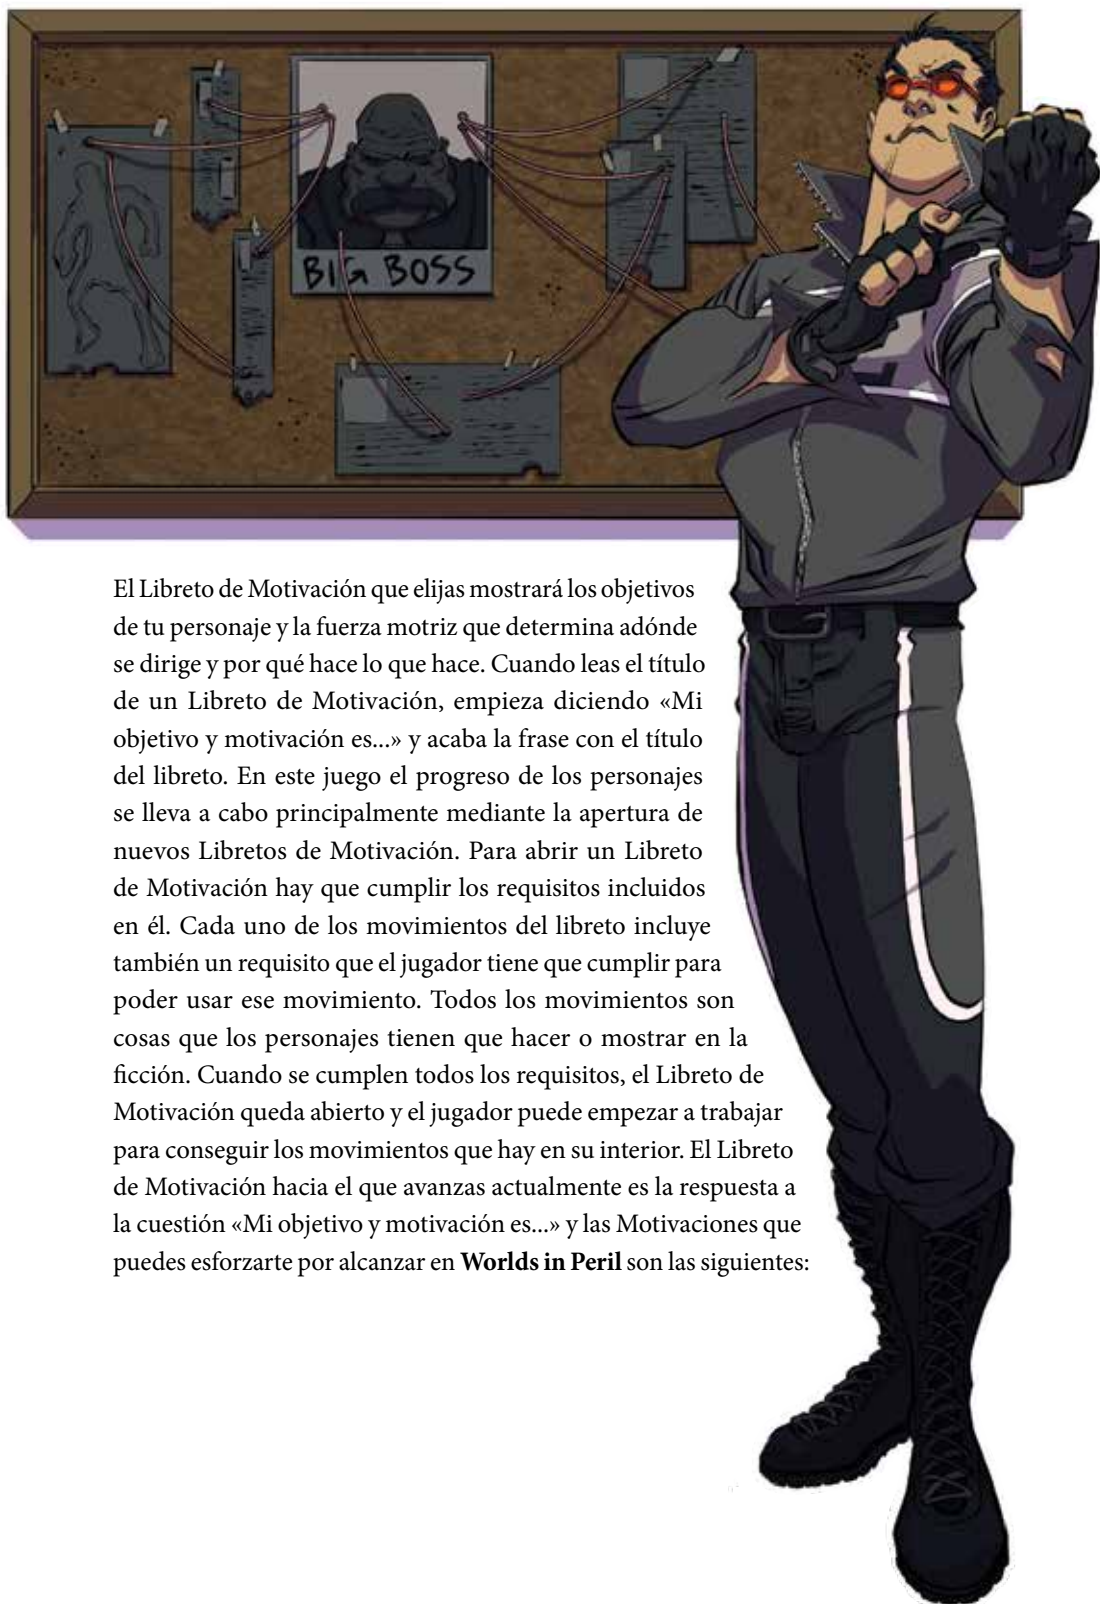 BIG BOSS
El Libreto de Motivación que elijas mostrará los objetivos
de tu personaje y la fuerza motriz que determina adónde
se dirige y por qué hace lo que hace. Cuando leas el título
de un Libreto de Motivación, empieza diciendo «Mi
objetivo y motivación es...» y acaba la frase con el título
del libreto. En este juego el progreso de los personajes
se lleva a cabo principalmente mediante la apertura de
nuevos Libretos de Motivación. Para abrir un Libreto
de Motivación hay que cumplir los requisitos incluidos
en él. Cada uno de los movimientos del libreto incluye
también un requisito que el jugador tiene que cumplir para
poder usar ese movimiento. Todos los movimientos son
cosas que los personajes tienen que hacer o mostrar en la
ficción. Cuando se cumplen todos los requisitos, el Libreto de
Motivación queda abierto y el jugador puede empezar a trabajar
para conseguir los movimientos que hay en su interior. El Libreto
de Motivación hacia el que avanzas actualmente es la respuesta a
la cuestión «Mi objetivo y motivación es...» y las Motivaciones que
puedes esforzarte por alcanzar en Worlds in Peril son las siguientes: